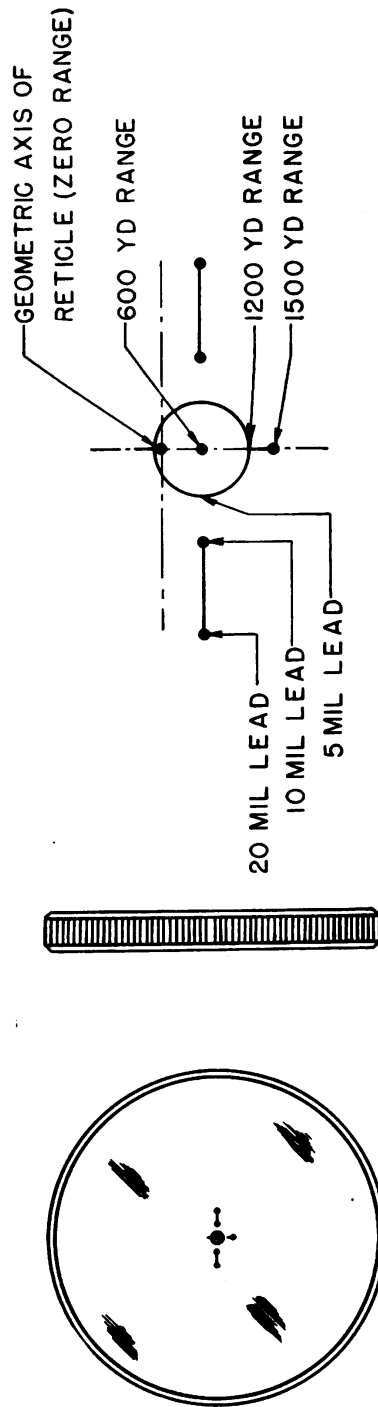 GEOMETRIC AXIS OF
RETICLE (ZERO RANGE)
600 YD RANGE
1200 YD RANGE
1500 YD RANGE
20 MIL LEAD
10 MIL LEAD
5 MIL LEAD